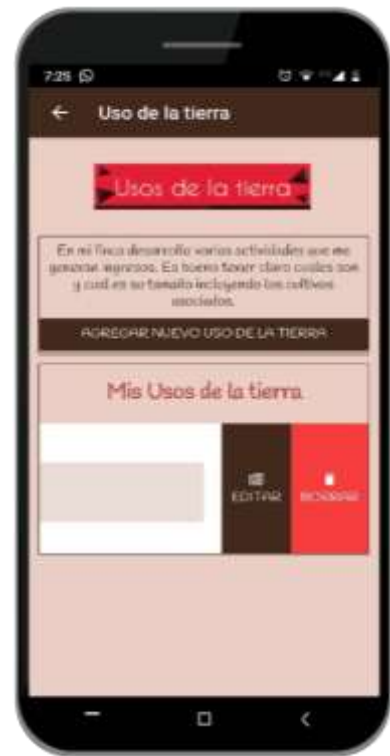 7:25
Uso de la tierra
Usos de la tierra
En mi finca desarrollo varias actividades que me
generan ingresos. Es bueno tener claro cuales son
y cual es su tamaño incluyendo los cultivos
asociados.
AGREGAR NUEVO USO DE LA TIERRA
Mis Usos de la tierra
EDITAR
BORRAR